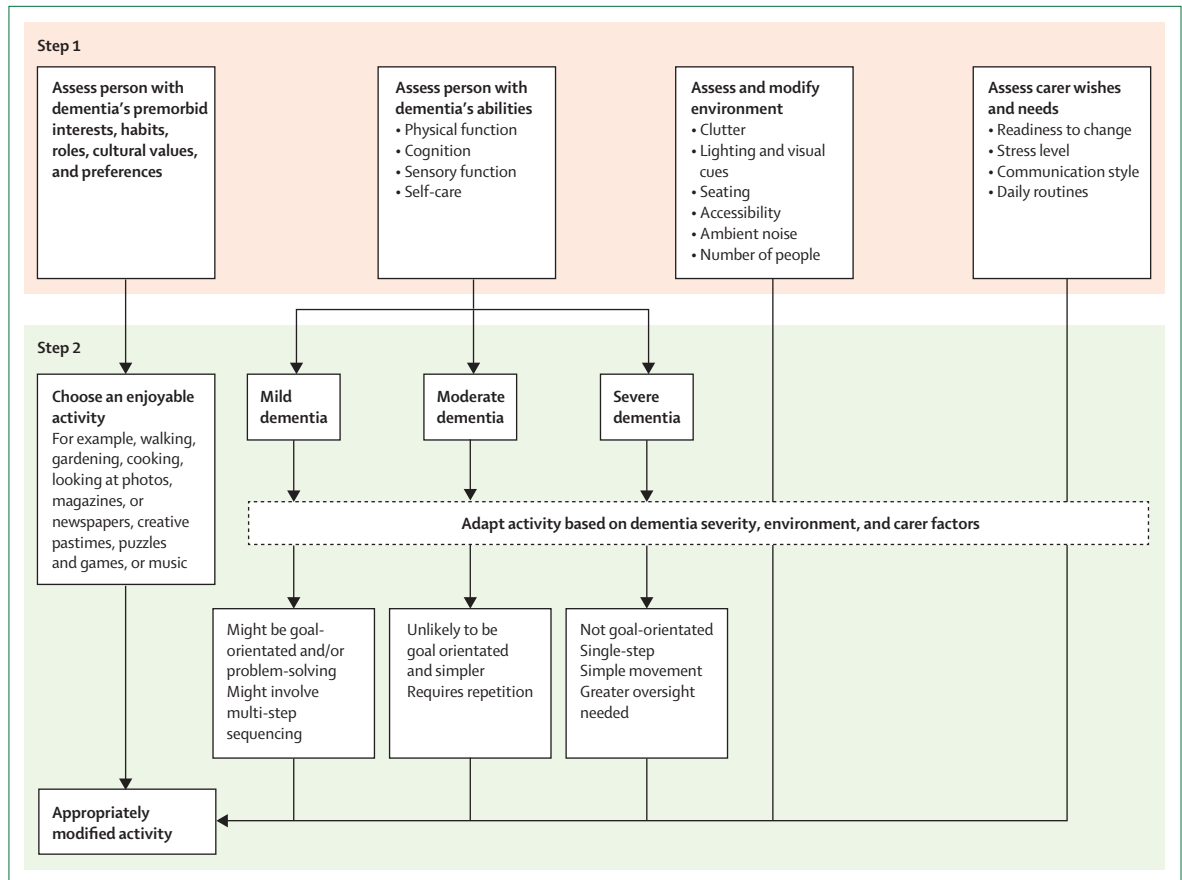 Step 1
Assess person with
dementia's premorbid
interests, habits,
roles, cultural values,
and preferences
Assess person with
dementia's abilities
• Physical function
• Cognition
• Sensory function
• Self-care
Assess and modify
environment
• Clutter
• Lighting and visual
cues
• Seating
• Accessibility
• Ambient noise
• Number of people
Assess carer wishes
and needs
• Readiness to change
• Stress level
• Communication style
• Daily routines
Step 2
Choose an enjoyable
activity
For example, walking,
gardening, cooking,
looking at photos,
magazines, or
newspapers, creative
pastimes, puzzles
and games, or music
Mild
dementia
Moderate
dementia
Severe
dementia
Adapt activity based on dementia severity, environment, and carer factors
Might be goal-
orientated and/or
problem-solving
Might involve
multi-step
sequencing
Unlikely to be
goal orientated
and simpler
Requires repetition
Not goal-orientated
Single-step
Simple movement
Greater oversight
needed
Appropriately
modified activity